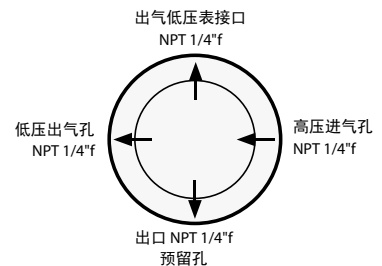 出气低压表接口
NPT 1/4"f
低压出气孔
NPT 1/4"f
高压进气孔
NPT 1/4"f
出口 NPT 1/4"f
预留孔